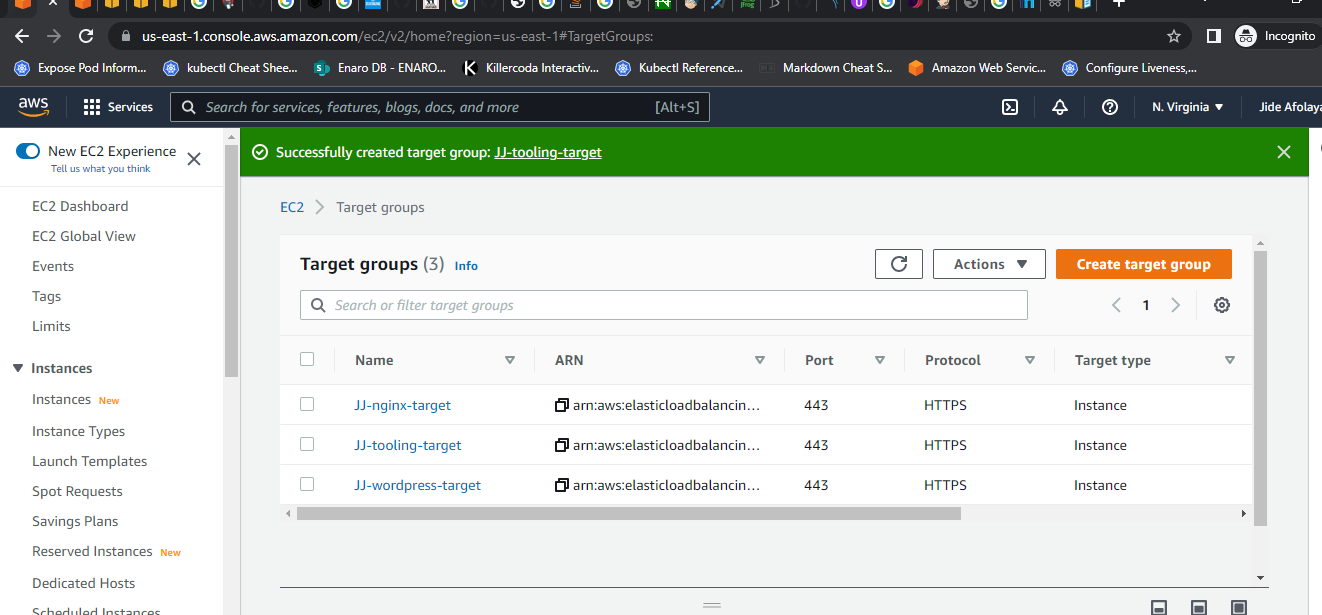 us-east-1.console.aws.amazon.com/ec2/v2/home?region=us-east-1#TargetGroups:
Incognito
Expose Pod Inform... kubectl Cheat Shee... Enaro DB - ENARO... Killercoda Interactiv... Kubectl Reference... Markdown Cheat S... Amazon Web Servic... Configure Liveness,...
aws Services Search for services, features, blogs, docs, and more [Alt+S] N. Virginia Jide Afolaya
New EC2 Experience
Tell us what you think
Successfully created target group: JJ-tooling-target
EC2 Dashboard
EC2 Global View
Events
Tags
Limits
Instances
Instances New
Instance Types
Launch Templates
Spot Requests
Savings Plans
Reserved Instances New
Dedicated Hosts
Scheduled Instances
EC2 Target groups
Target groups (3) Info Actions Create target group
Search or filter target groups 1
Name ARN Port Protocol Target type
JJ-nginx-target arn:aws:elasticloadbalancin... 443 HTTPS Instance
JJ-tooling-target arn:aws:elasticloadbalancin... 443 HTTPS Instance
JJ-wordpress-target arn:aws:elasticloadbalancin... 443 HTTPS Instance